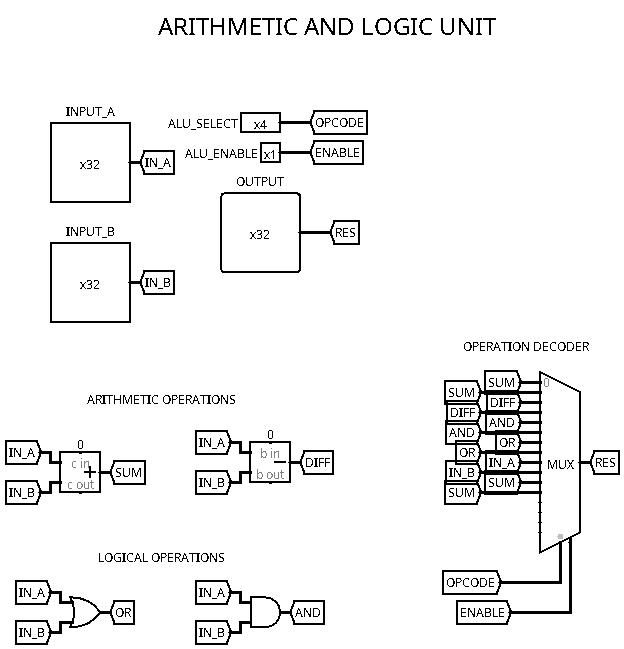 ARITHMETIC AND LOGIC UNIT
INPUT_A
x32
IN_A
ALU_SELECT x4 OPCODE
ALU_ENABLE x1 ENABLE
OUTPUT
x32
RES
INPUT_B
x32
IN_B
ARITHMETIC OPERATIONS
IN_A
IN_B
0
c in
+
c out
SUM
IN_A
IN_B
0
b in
b out
DIFF
LOGICAL OPERATIONS
IN_A
IN_B
OR
IN_A
IN_B
AND
OPERATION DECODER
SUM
SUM
DIFF
DIFF
AND
AND
OR
OR
IN_A
IN_B
SUM
SUM
0
MUX
RES
OPCODE
ENABLE